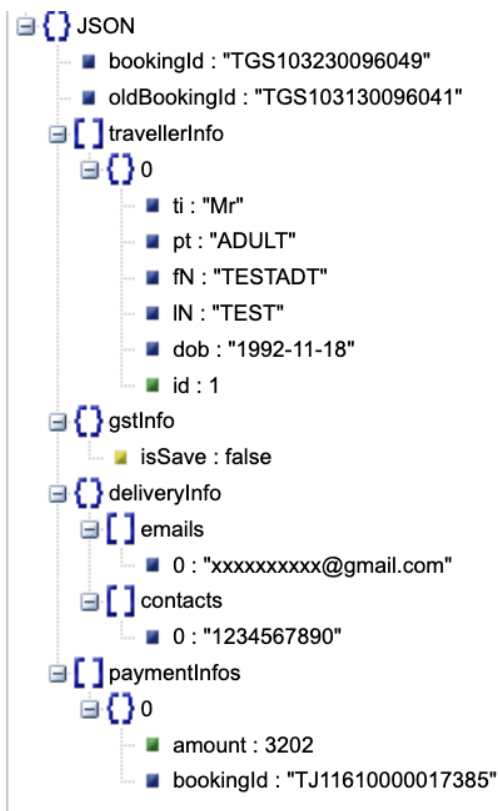 JSON
bookingId : "TGS103230096049"
oldBookingId : "TGS103130096041"
travellerInfo
0
ti : "Mr"
pt : "ADULT"
fN : "TESTADT"
lN : "TEST"
dob : "1992-11-18"
id : 1
gstInfo
isSave : false
deliveryInfo
emails
0 : "xxxxxxxxxx@gmail.com"
contacts
0 : "1234567890"
paymentInfos
0
amount : 3202
bookingId : "TJ11610000017385"